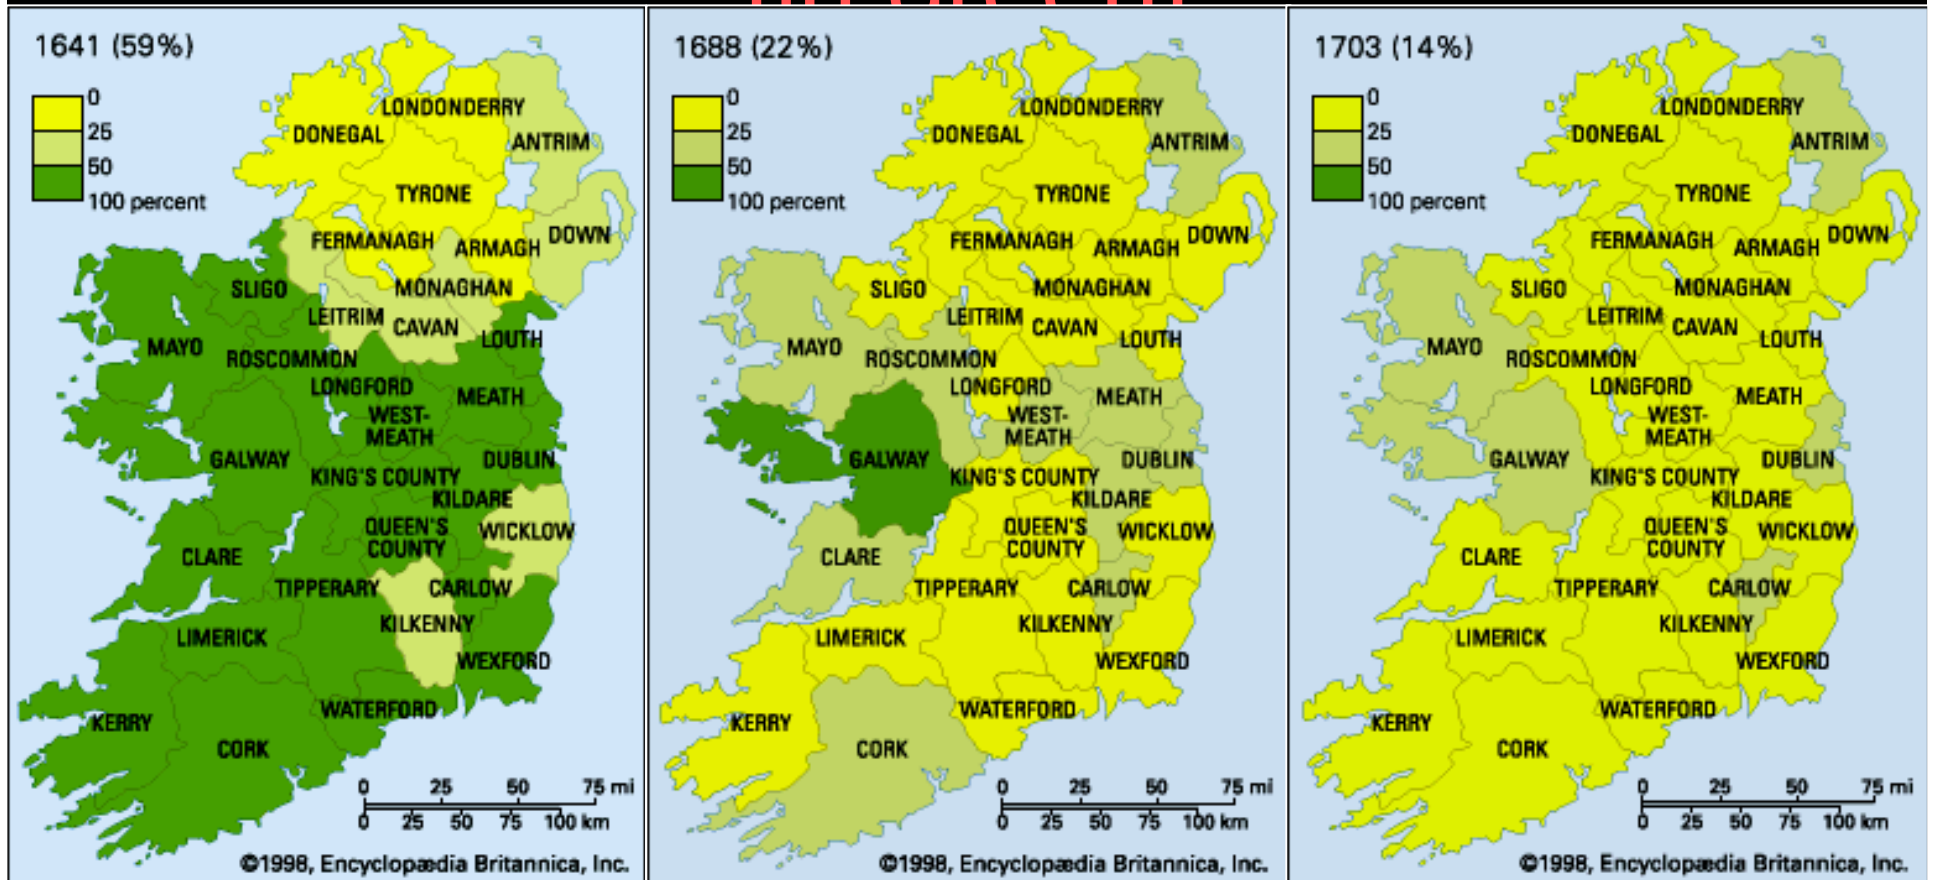 1641 (59%)
0
25
50
100 percent
LONDONDERRY
DONEGAL
ANTRIM
TYRONE
FERMANAGH
ARMAGH
DOWN
SLIGO
MONAGHAN
LEITRIM
CAVAN
LOUTH
MAYO
ROSCOMMON
LONGFORD
MEATH
WEST-
MEATH
GALWAY
DUBLIN
KING'S COUNTY
KILDARE
QUEEN'S
COUNTY
WICKLOW
CLARE
TIPPERARY
CARLOW
KILKENNY
LIMERICK
WEXFORD
WATERFORD
KERRY
CORK
0 25 50 75 mi
0 25 50 75 100 km
©1998, Encyclopædia Britannica, Inc.
1688 (22%)
0
25
50
100 percent
LONDONDERRY
DONEGAL
ANTRIM
TYRONE
FERMANAGH
ARMAGH
DOWN
SLIGO
MONAGHAN
LEITRIM
CAVAN
LOUTH
MAYO
ROSCOMMON
LONGFORD
MEATH
WEST-
MEATH
GALWAY
DUBLIN
KING'S COUNTY
KILDARE
QUEEN'S
COUNTY
WICKLOW
CLARE
TIPPERARY
CARLOW
KILKENNY
LIMERICK
WEXFORD
WATERFORD
KERRY
CORK
0 25 50 75 mi
0 25 50 75 100 km
©1998, Encyclopædia Britannica, Inc.
1703 (14%)
0
25
50
100 percent
LONDONDERRY
DONEGAL
ANTRIM
TYRONE
FERMANAGH
ARMAGH
DOWN
SLIGO
MONAGHAN
LEITRIM
CAVAN
LOUTH
MAYO
ROSCOMMON
LONGFORD
MEATH
WEST-
MEATH
GALWAY
DUBLIN
KING'S COUNTY
KILDARE
QUEEN'S
COUNTY
WICKLOW
CLARE
TIPPERARY
CARLOW
KILKENNY
LIMERICK
WEXFORD
WATERFORD
KERRY
CORK
0 25 50 75 mi
0 25 50 75 100 km
©1998, Encyclopædia Britannica, Inc.